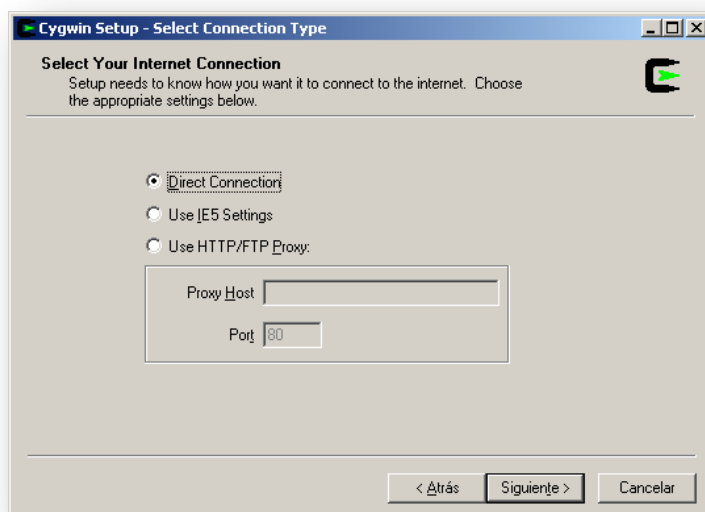 Cygwin Setup - Select Connection Type
Select Your Internet Connection
Setup needs to know how you want it to connect to the internet. Choose
the appropriate settings below.
Direct Connection
Use IE5 Settings
Use HTTP/FTP Proxy:
Proxy Host
Port 80
< Atrás Siguiente > Cancelar